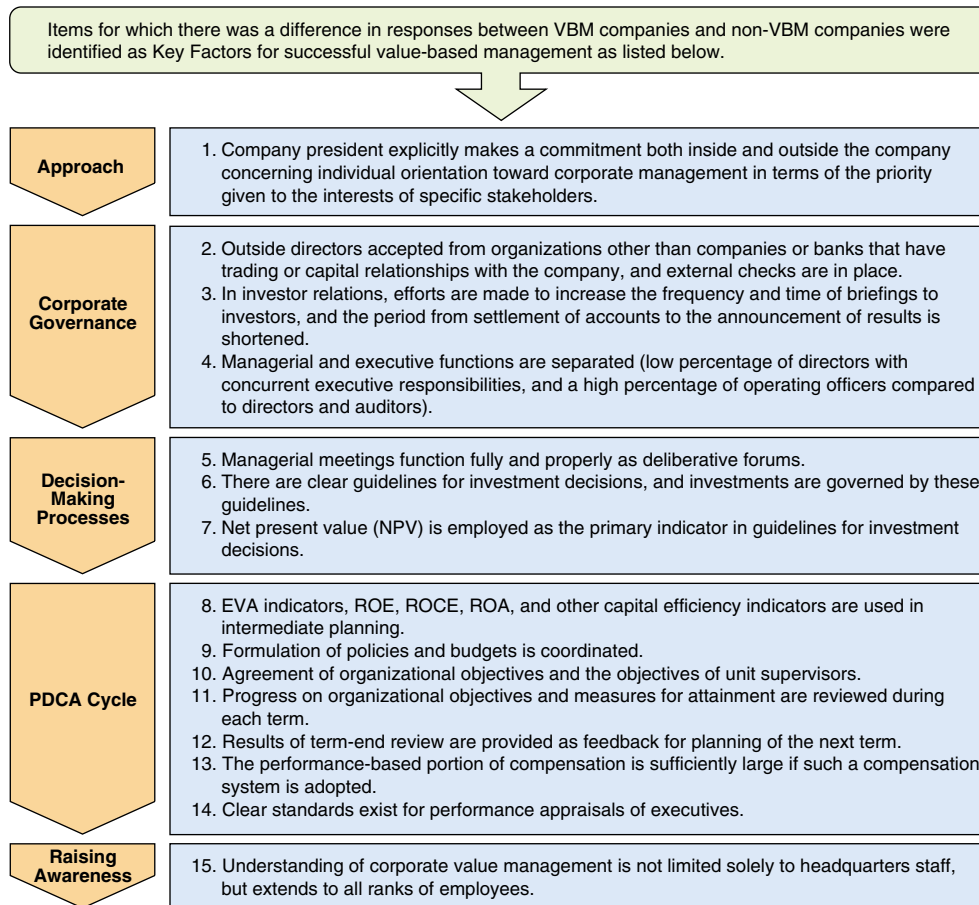 Items for which there was a difference in responses between VBM companies and non-VBM companies were
identified as Key Factors for successful value-based management as listed below.
Approach
1. Company president explicitly makes a commitment both inside and outside the company
concerning individual orientation toward corporate management in terms of the priority
given to the interests of specific stakeholders.
Corporate
Governance
2. Outside directors accepted from organizations other than companies or banks that have
trading or capital relationships with the company, and external checks are in place.
3. In investor relations, efforts are made to increase the frequency and time of briefings to
investors, and the period from settlement of accounts to the announcement of results is
shortened.
4. Managerial and executive functions are separated (low percentage of directors with
concurrent executive responsibilities, and a high percentage of operating officers compared
to directors and auditors).
Decision-
Making
Processes
5. Managerial meetings function fully and properly as deliberative forums.
6. There are clear guidelines for investment decisions, and investments are governed by these
guidelines.
7. Net present value (NPV) is employed as the primary indicator in guidelines for investment
decisions.
PDCA Cycle
8. EVA indicators, ROE, ROCE, ROA, and other capital efficiency indicators are used in
intermediate planning.
9. Formulation of policies and budgets is coordinated.
10. Agreement of organizational objectives and the objectives of unit supervisors.
11. Progress on organizational objectives and measures for attainment are reviewed during
each term.
12. Results of term-end review are provided as feedback for planning of the next term.
13. The performance-based portion of compensation is sufficiently large if such a compensation
system is adopted.
14. Clear standards exist for performance appraisals of executives.
Raising
Awareness
15. Understanding of corporate value management is not limited solely to headquarters staff,
but extends to all ranks of employees.